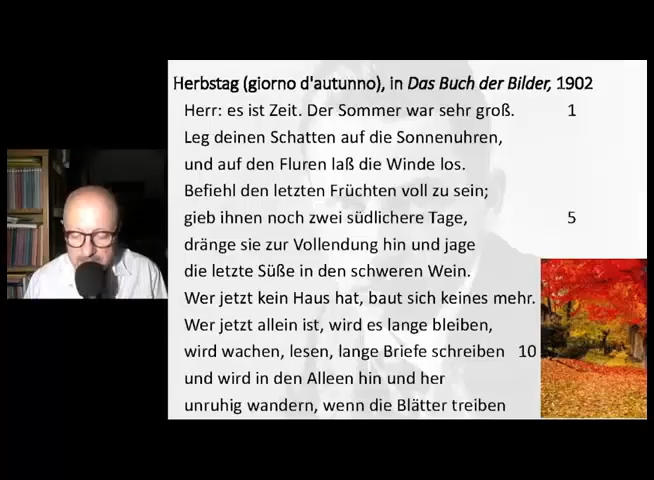 Herbstag (giorno d'autunno), in Das Buch der Bilder, 1902
Herr: es ist Zeit. Der Sommer war sehr groß. 1
Leg deinen Schatten auf die Sonnenuhren,
und auf den Fluren laß die Winde los.
Befiehl den letzten Früchten voll zu sein;
gieb ihnen noch zwei südlichere Tage, 5
dränge sie zur Vollendung hin und jage
die letzte Süße in den schweren Wein.
Wer jetzt kein Haus hat, baut sich keines mehr.
Wer jetzt allein ist, wird es lange bleiben,
wird wachen, lesen, lange Briefe schreiben 10
und wird in den Alleen hin und her
unruhig wandern, wenn die Blätter treiben